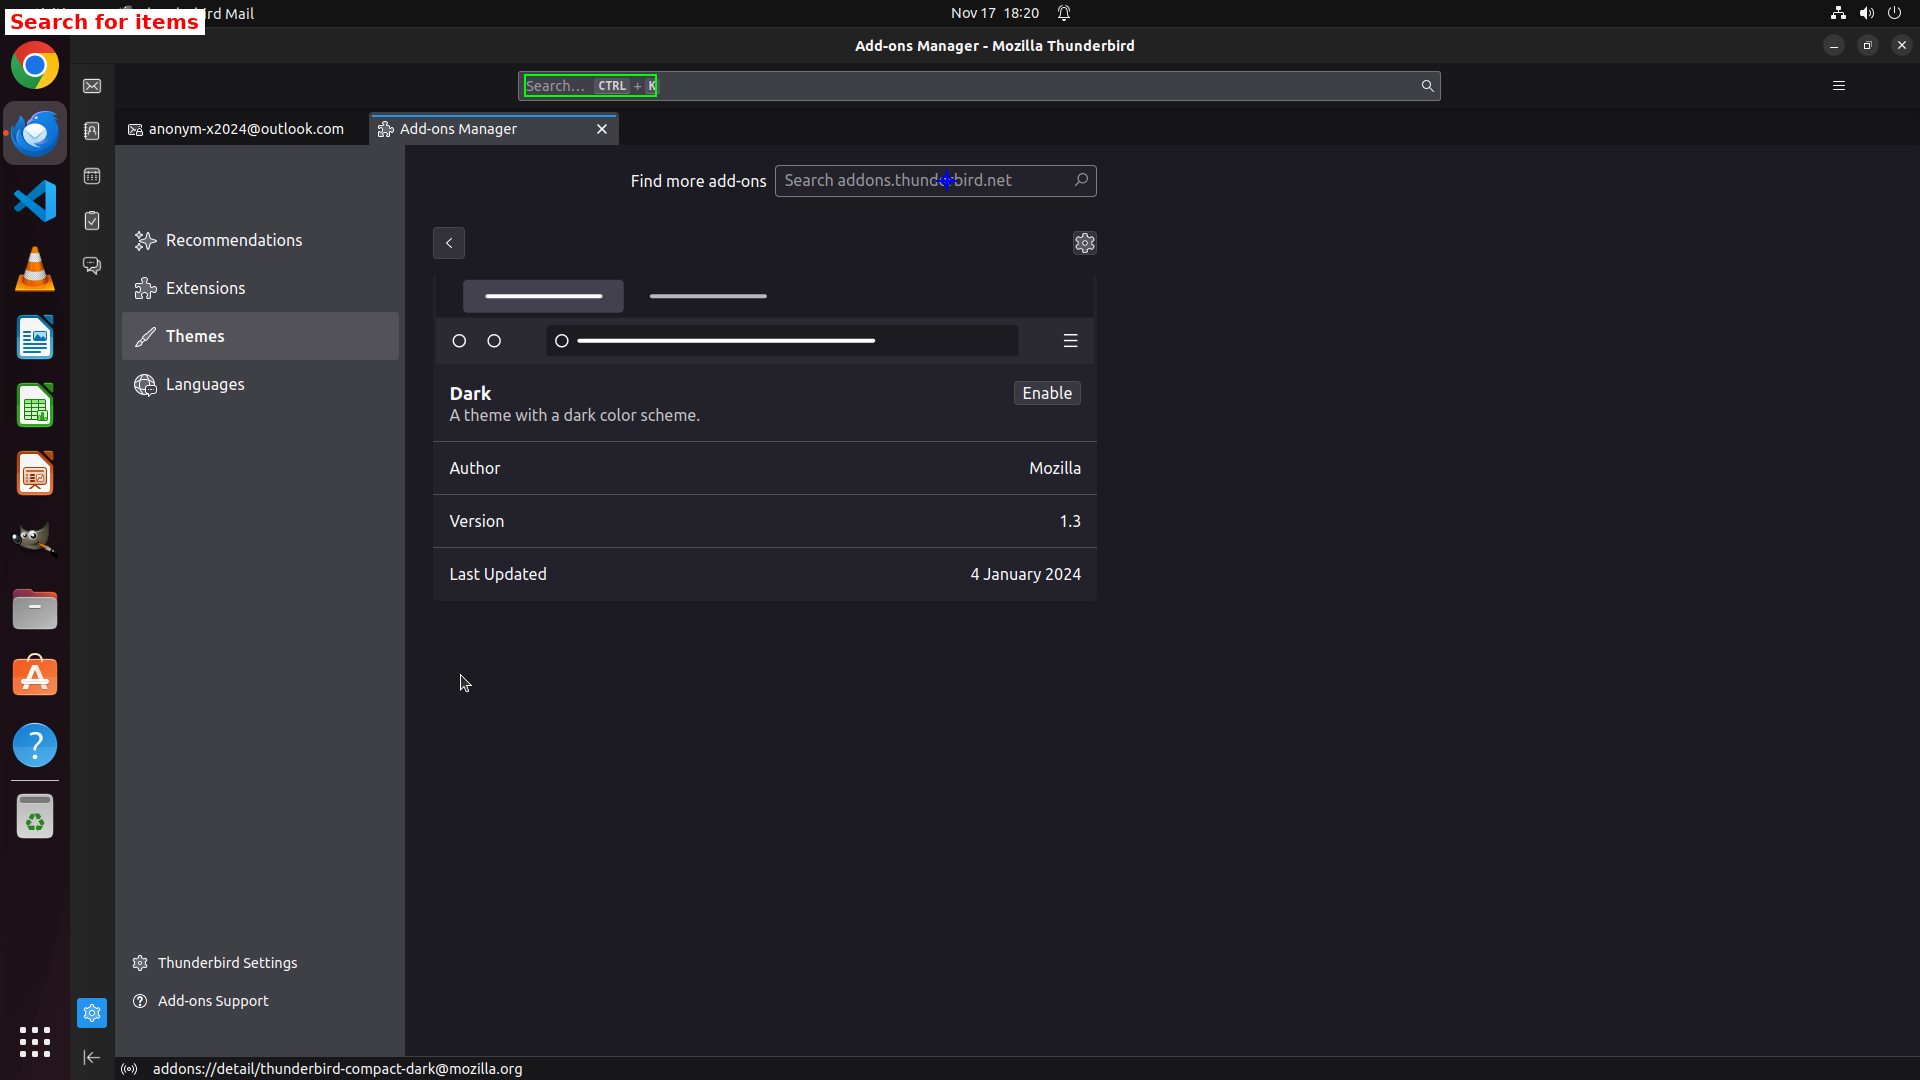 rd Mail
Search for items
Nov 17 18:20
Add-ons Manager - Mozilla Thunderbird
Search... CTRL + K
anonym-x2024@outlook.com
Add-ons Manager
Find more add-ons
Search addons.thunderbird.net
Recommendations
Extensions
Themes
Languages
Dark
Enable
A theme with a dark color scheme.
Author
Mozilla
Version
1.3
Last Updated
4 January 2024
Thunderbird Settings
Add-ons Support
addons://detail/thunderbird-compact-dark@mozilla.org